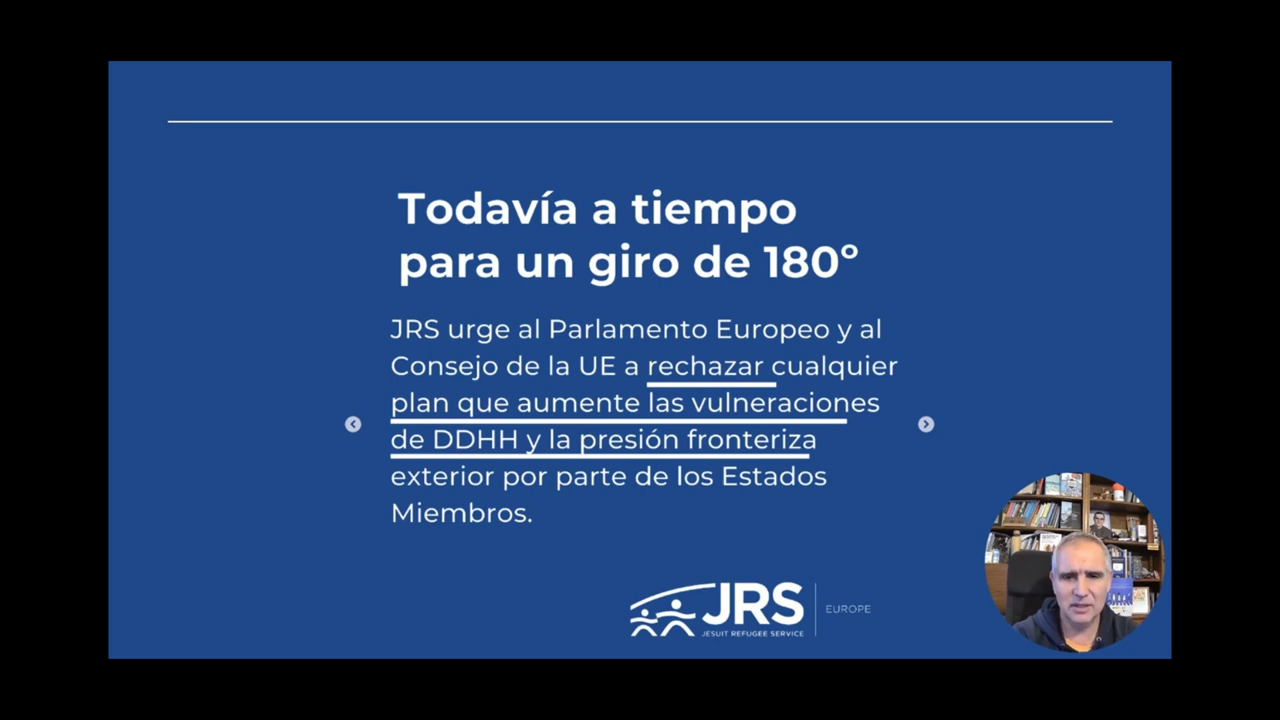 Todavía a tiempo
para un giro de 180º
JRS urge al Parlamento Europeo y al
Consejo de la UE a rechazar cualquier
plan que aumente las vulneraciones
de DDHH y la presión fronteriza
exterior por parte de los Estados
Miembros.
JRS
JESUIT REFUGEE SERVICE
EUROPE